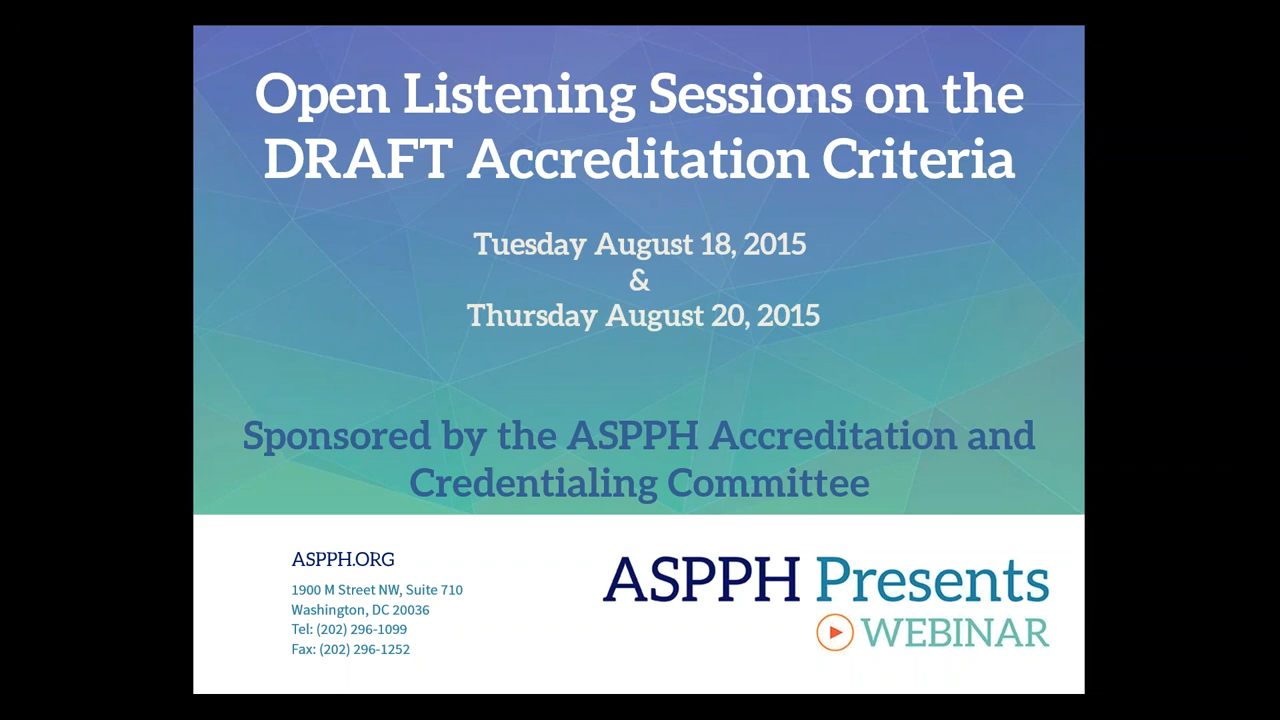 Open Listening Sessions on the
DRAFT Accreditation Criteria
Tuesday August 18, 2015
&
Thursday August 20, 2015
Sponsored by the ASPPH Accreditation and
Credentialing Committee
ASPPH.ORG
1900 M Street NW, Suite 710
Washington, DC 20036
Tel: (202) 296-1099
Fax: (202) 296-1252
ASPPH Presents
WEBINAR